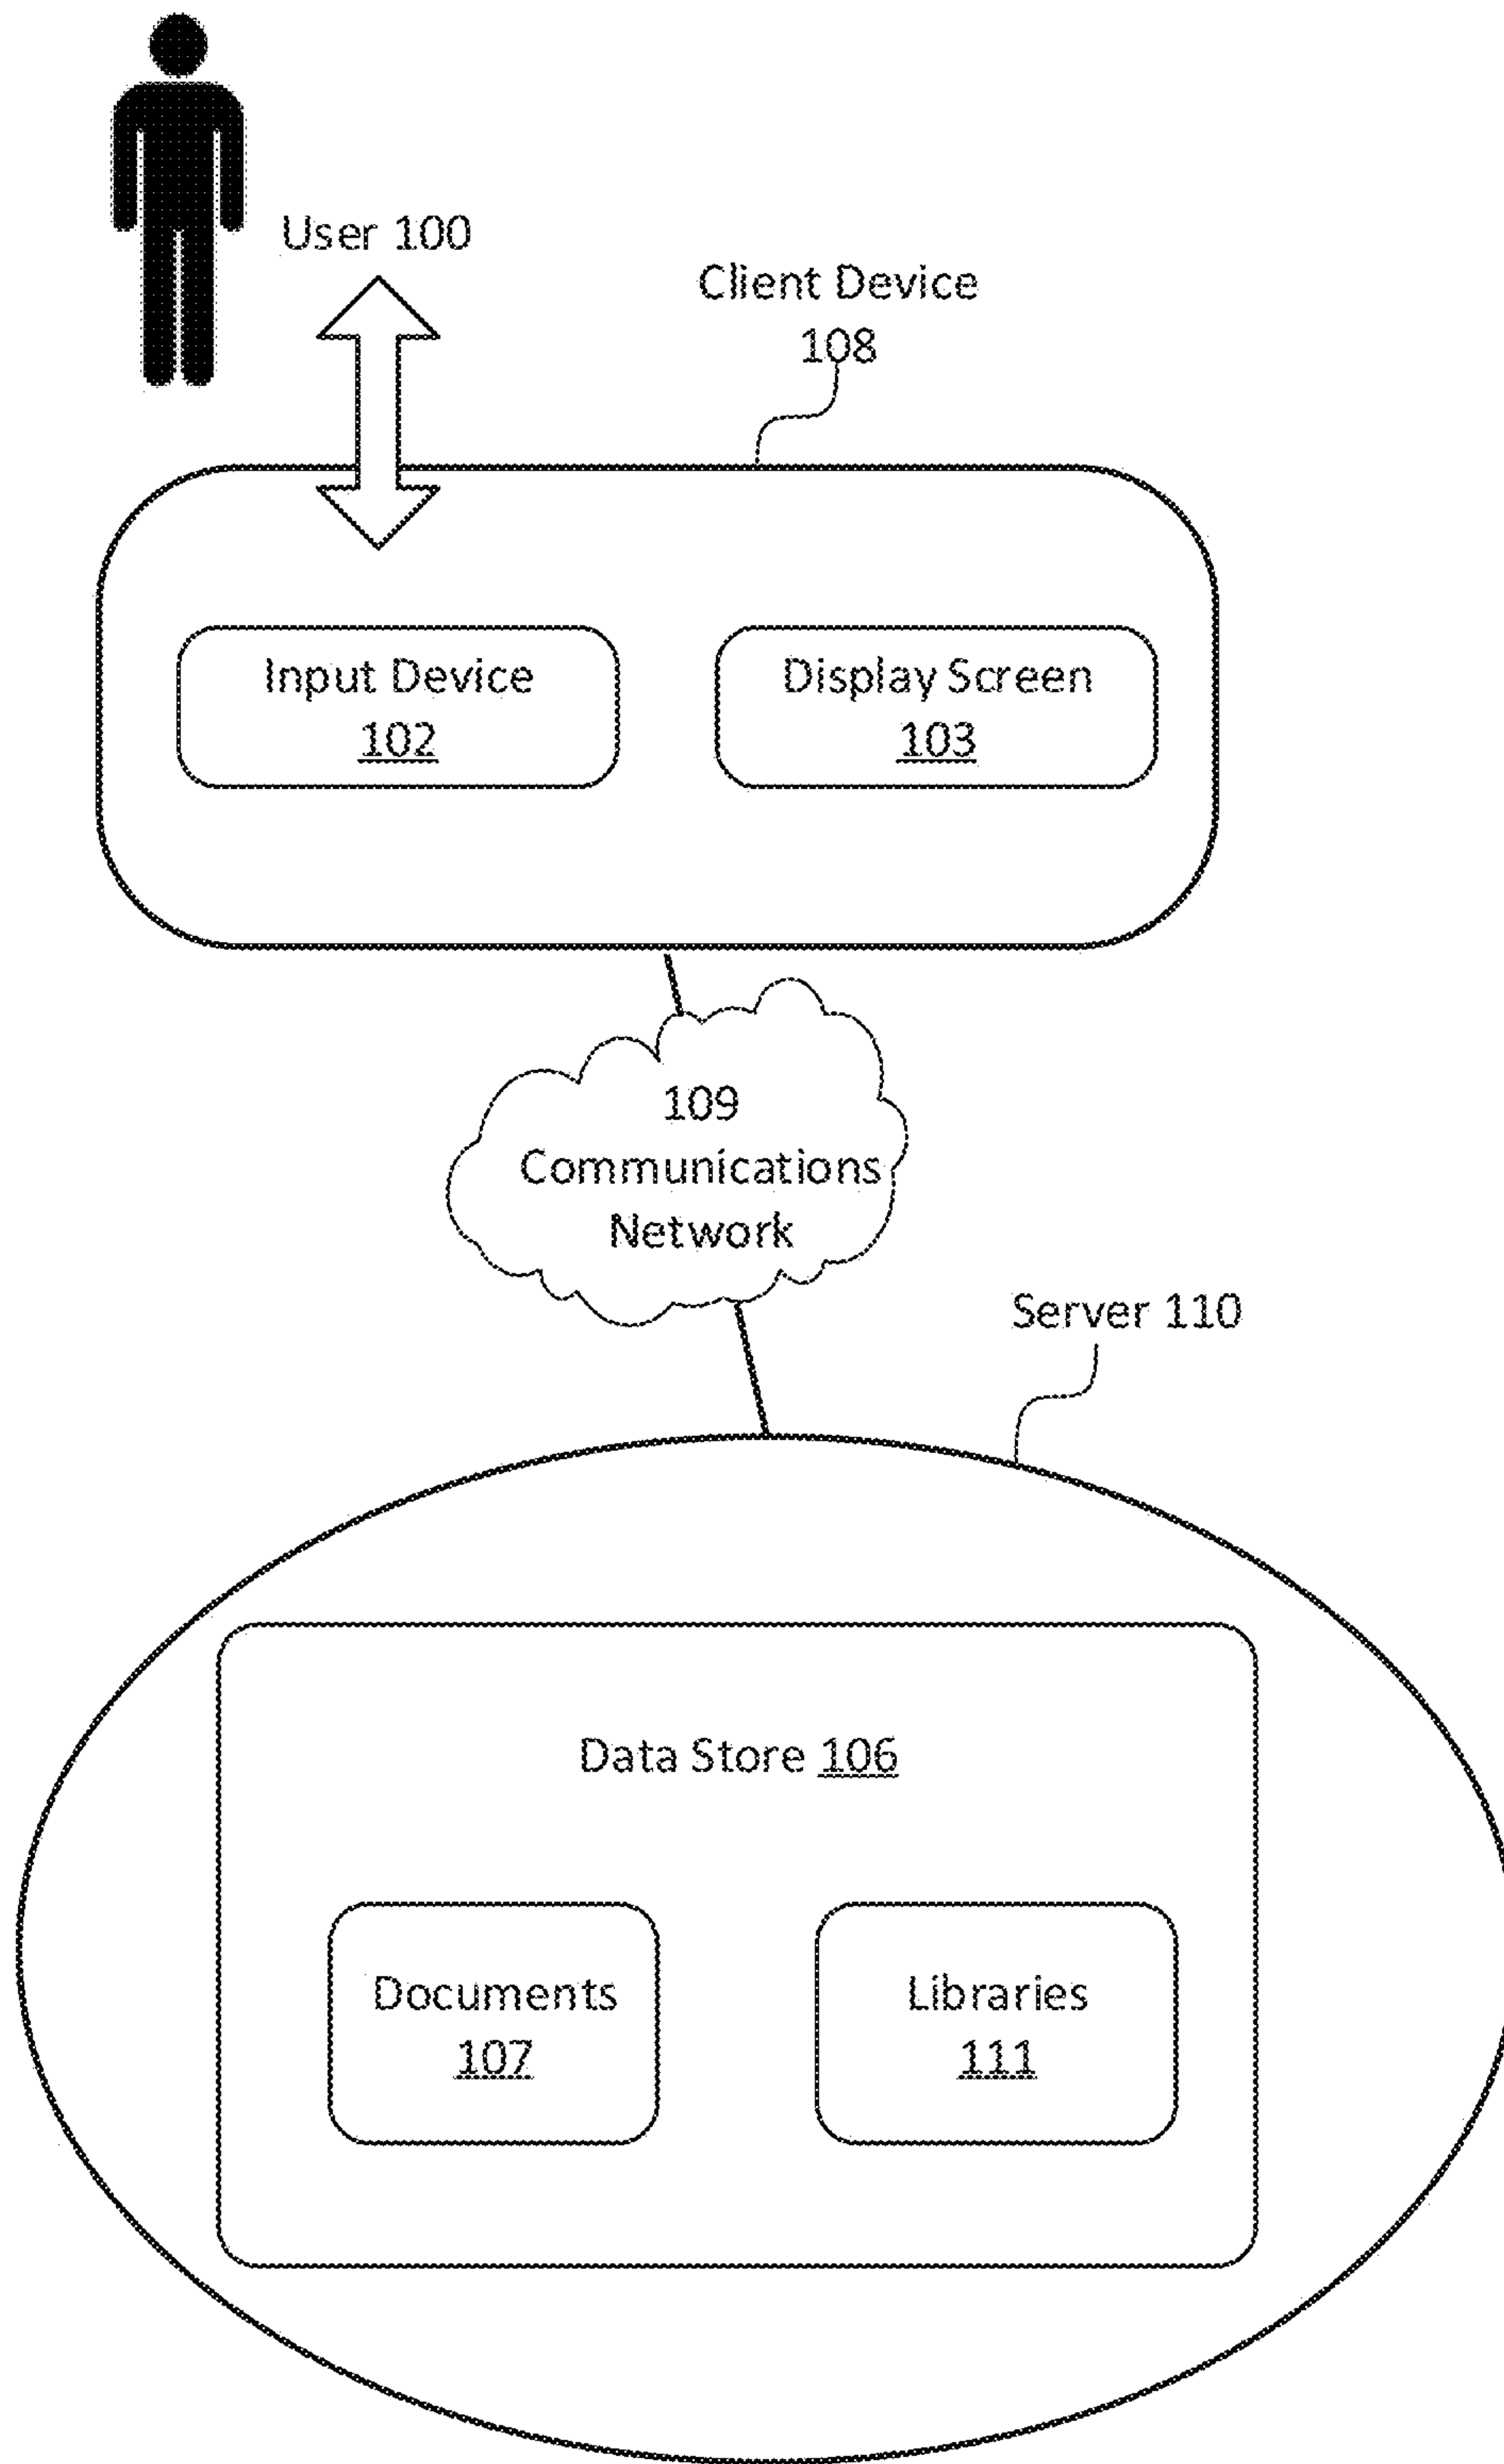 User 100
Client Device
108
Input Device
102
Display Screen
103
109
Communications
Network
Server 110
Data Store 106
Documents
107
Libraries
111